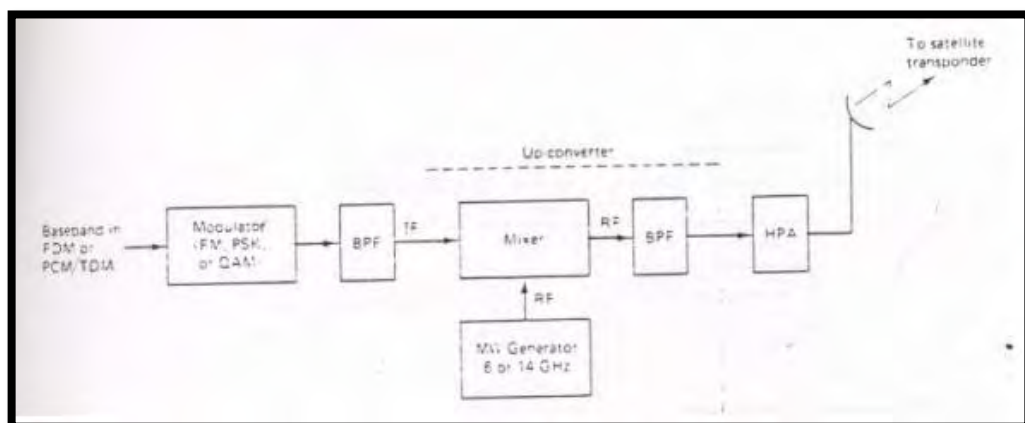 To satellite
transponder
Up-converter
Baseband in
FDM or
PCM/TDM
Modulator
(FM, PSK,
or QAM)
BPF
IF
Mixer
RF
BPF
HPA
RF
MW Generator
6 or 14 GHz